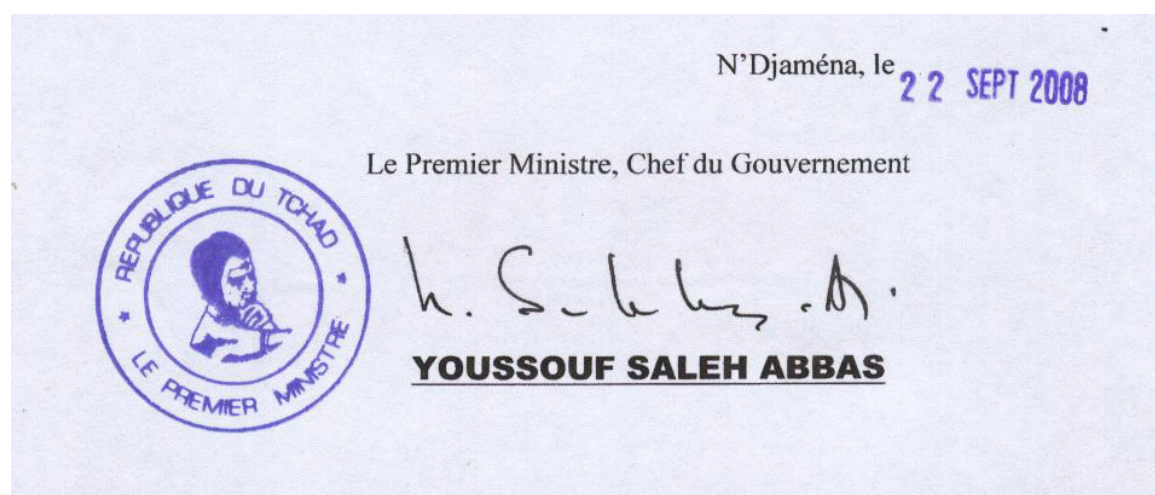 N’Djaména, le
22 SEPT 2008
Le Premier Ministre, Chef du Gouvernement
REPUBLIQUE DU TCHAD
LE PREMIER MINISTRE
YOUSSOUF SALEH ABBAS